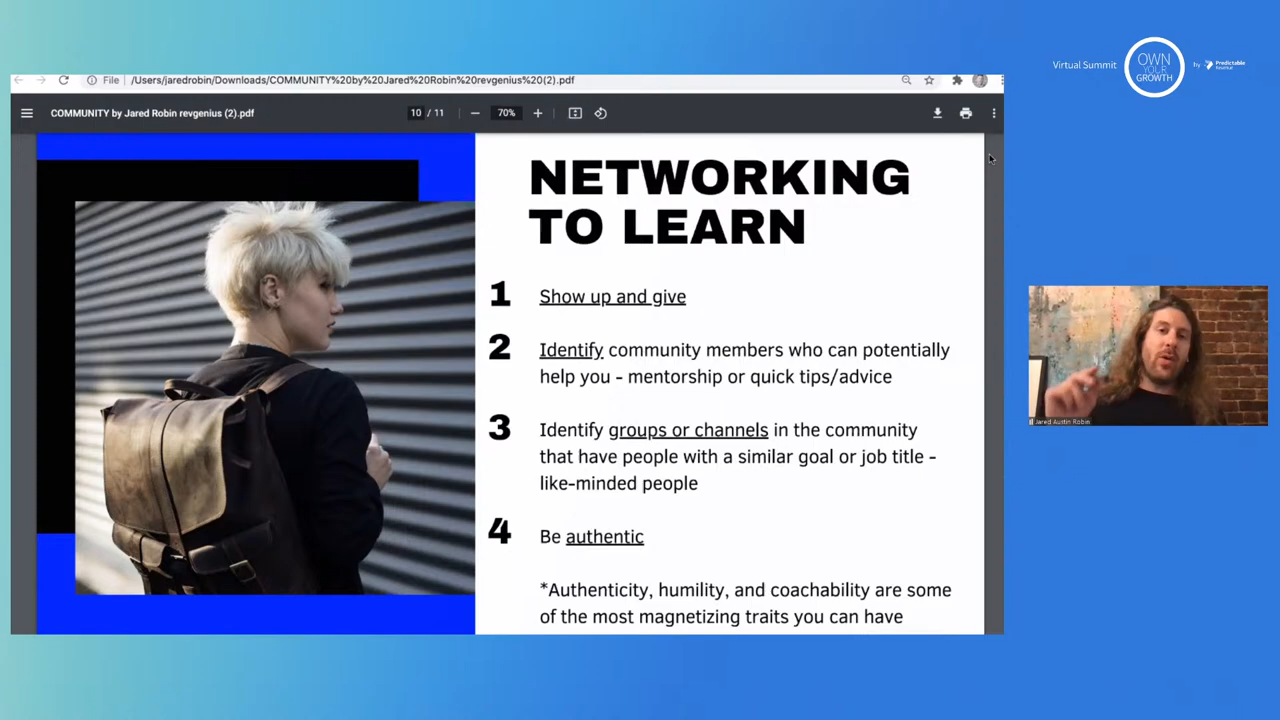 Virtual Summit
OWN
YOUR
GROWTH
by
Predictable
Revenue
File
/Users/jaredrobin/Downloads/COMMUNITY%20by%20Jared%20Robin%20revgenius%20(2).pdf
COMMUNITY by Jared Robin revgenius (2).pdf
10 / 11
70%
NETWORKING
TO LEARN
1 Show up and give
2 Identify community members who can potentially
help you - mentorship or quick tips/advice
3 Identify groups or channels in the community
that have people with a similar goal or job title -
like-minded people
4 Be authentic
*Authenticity, humility, and coachability are some
of the most magnetizing traits you can have
Jared Austin Robin